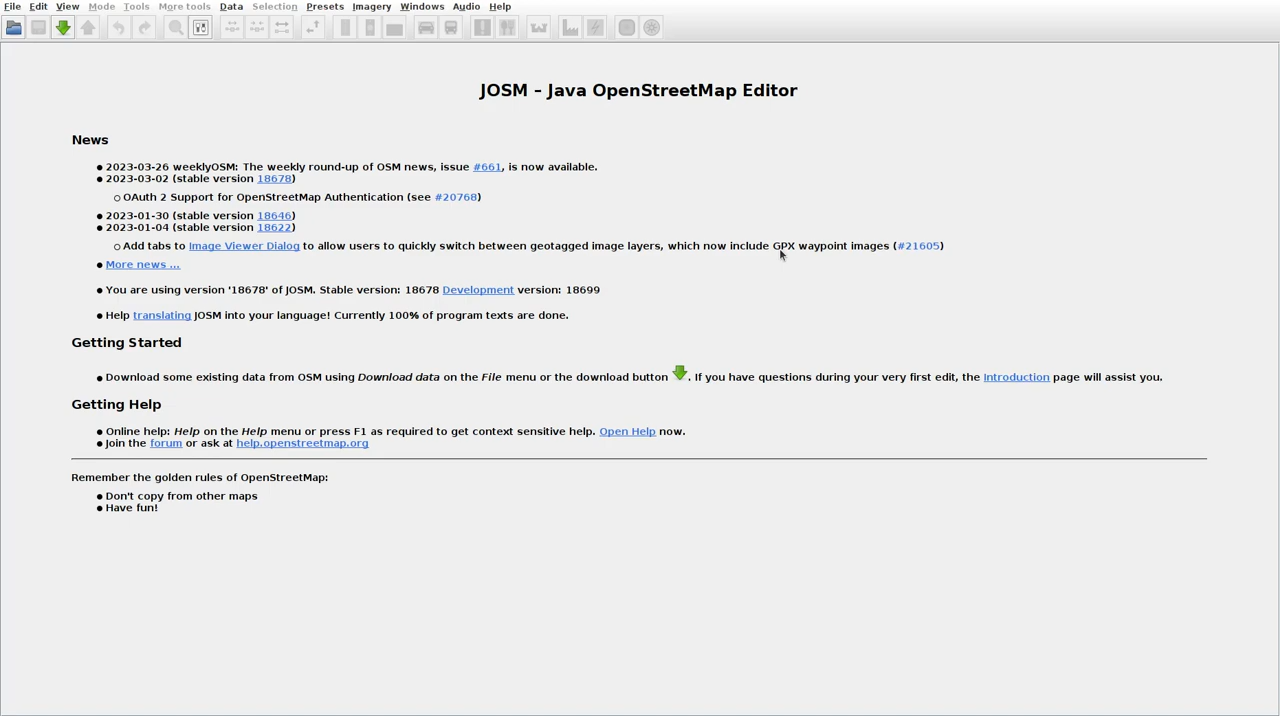 File Edit View Mode Tools More tools Data Selection Presets Imagery Windows Audio Help
JOSM – Java OpenStreetMap Editor
News
● 2023-03-26 weeklyOSM: The weekly round-up of OSM news, issue #661, is now available.
● 2023-03-02 (stable version 18678)
○ OAuth 2 Support for OpenStreetMap Authentication (see #20768)
● 2023-01-30 (stable version 18646)
● 2023-01-04 (stable version 18622)
○ Add tabs to Image Viewer Dialog to allow users to quickly switch between geotagged image layers, which now include GPX waypoint images (#21605)
● More news ...
● You are using version '18678' of JOSM. Stable version: 18678 Development version: 18699
● Help translating JOSM into your language! Currently 100% of program texts are done.
Getting Started
● Download some existing data from OSM using Download data on the File menu or the download button . If you have questions during your very first edit, the Introduction page will assist you.
Getting Help
● Online help: Help on the Help menu or press F1 as required to get context sensitive help. Open Help now.
● Join the forum or ask at help.openstreetmap.org
Remember the golden rules of OpenStreetMap:
● Don't copy from other maps
● Have fun!